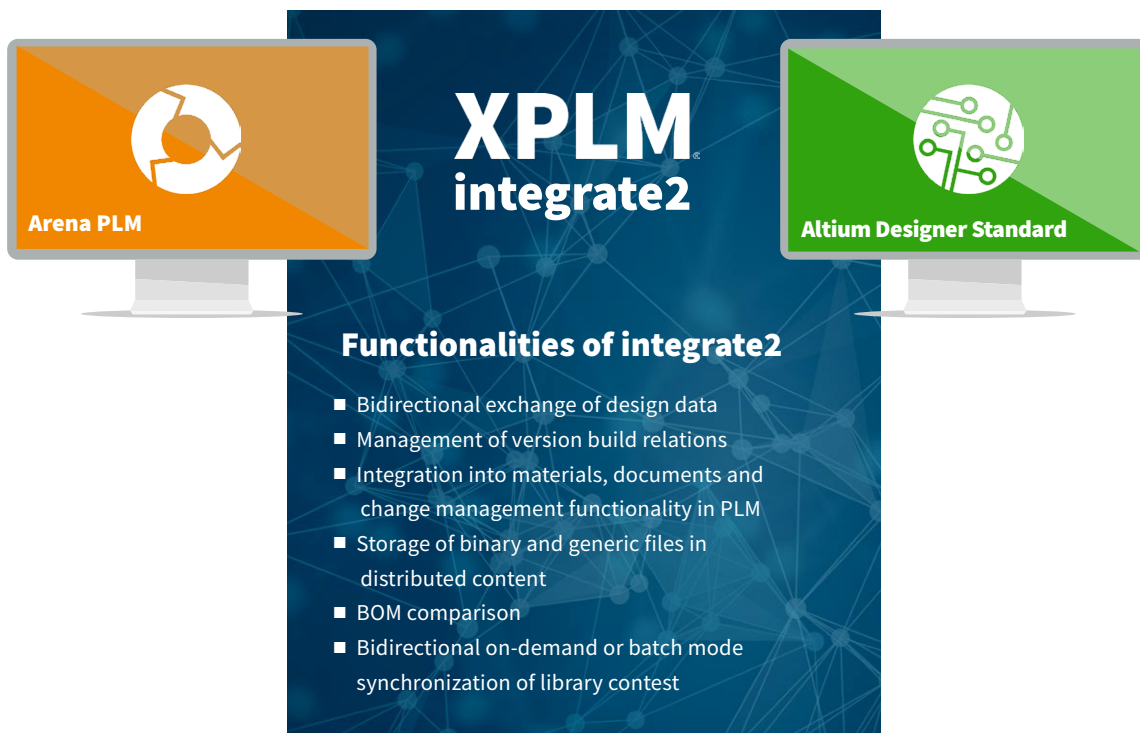 XPLM
integrate2
Arena PLM
Altium Designer Standard
Functionalities of integrate2
■ Bidirectional exchange of design data
■ Management of version build relations
■ Integration into materials, documents and
change management functionality in PLM
■ Storage of binary and generic files in
distributed content
■ BOM comparison
■ Bidirectional on-demand or batch mode
synchronization of library contest